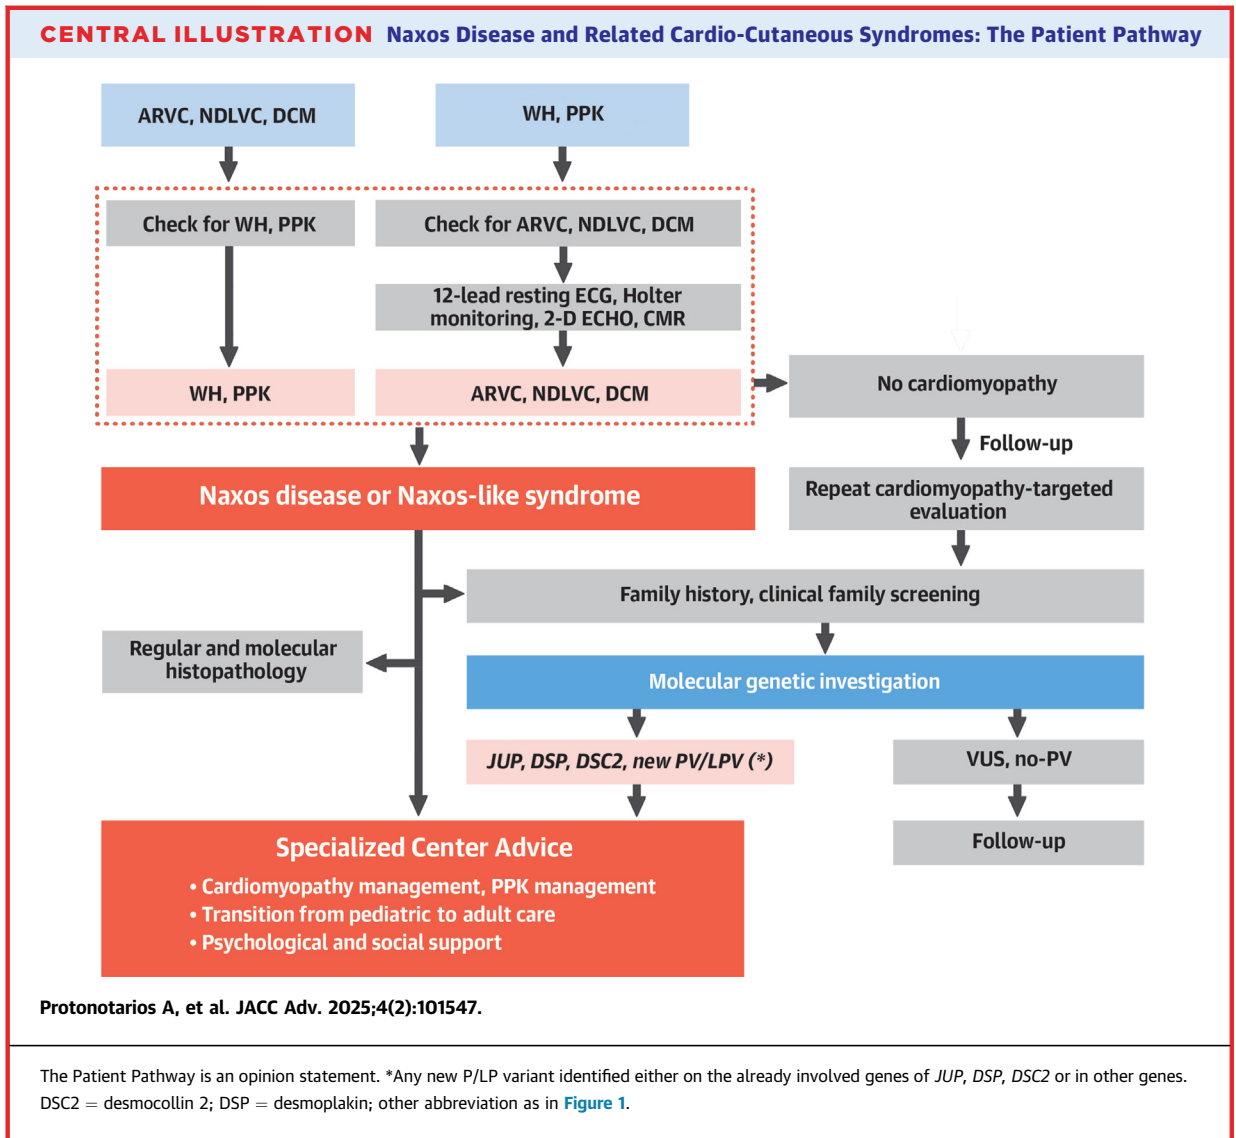 CENTRAL ILLUSTRATION Naxos Disease and Related Cardio-Cutaneous Syndromes: The Patient Pathway
ARVC, NDLVC, DCM
WH, PPK
Check for WH, PPK
Check for ARVC, NDLVC, DCM
12-lead resting ECG, Holter
monitoring, 2-D ECHO, CMR
WH, PPK
ARVC, NDLVC, DCM
No cardiomyopathy
Follow-up
Naxos disease or Naxos-like syndrome
Repeat cardiomyopathy-targeted
evaluation
Family history, clinical family screening
Regular and molecular
histopathology
Molecular genetic investigation
JUP, DSP, DSC2, new PV/LPV (*)
VUS, no-PV
Follow-up
Specialized Center Advice
• Cardiomyopathy management, PPK management
• Transition from pediatric to adult care
• Psychological and social support
Protonotarios A, et al. JACC Adv. 2025;4(2):101547.
The Patient Pathway is an opinion statement. *Any new P/LP variant identified either on the already involved genes of JUP, DSP, DSC2 or in other genes.
DSC2 = desmocollin 2; DSP = desmoplakin; other abbreviation as in Figure 1.